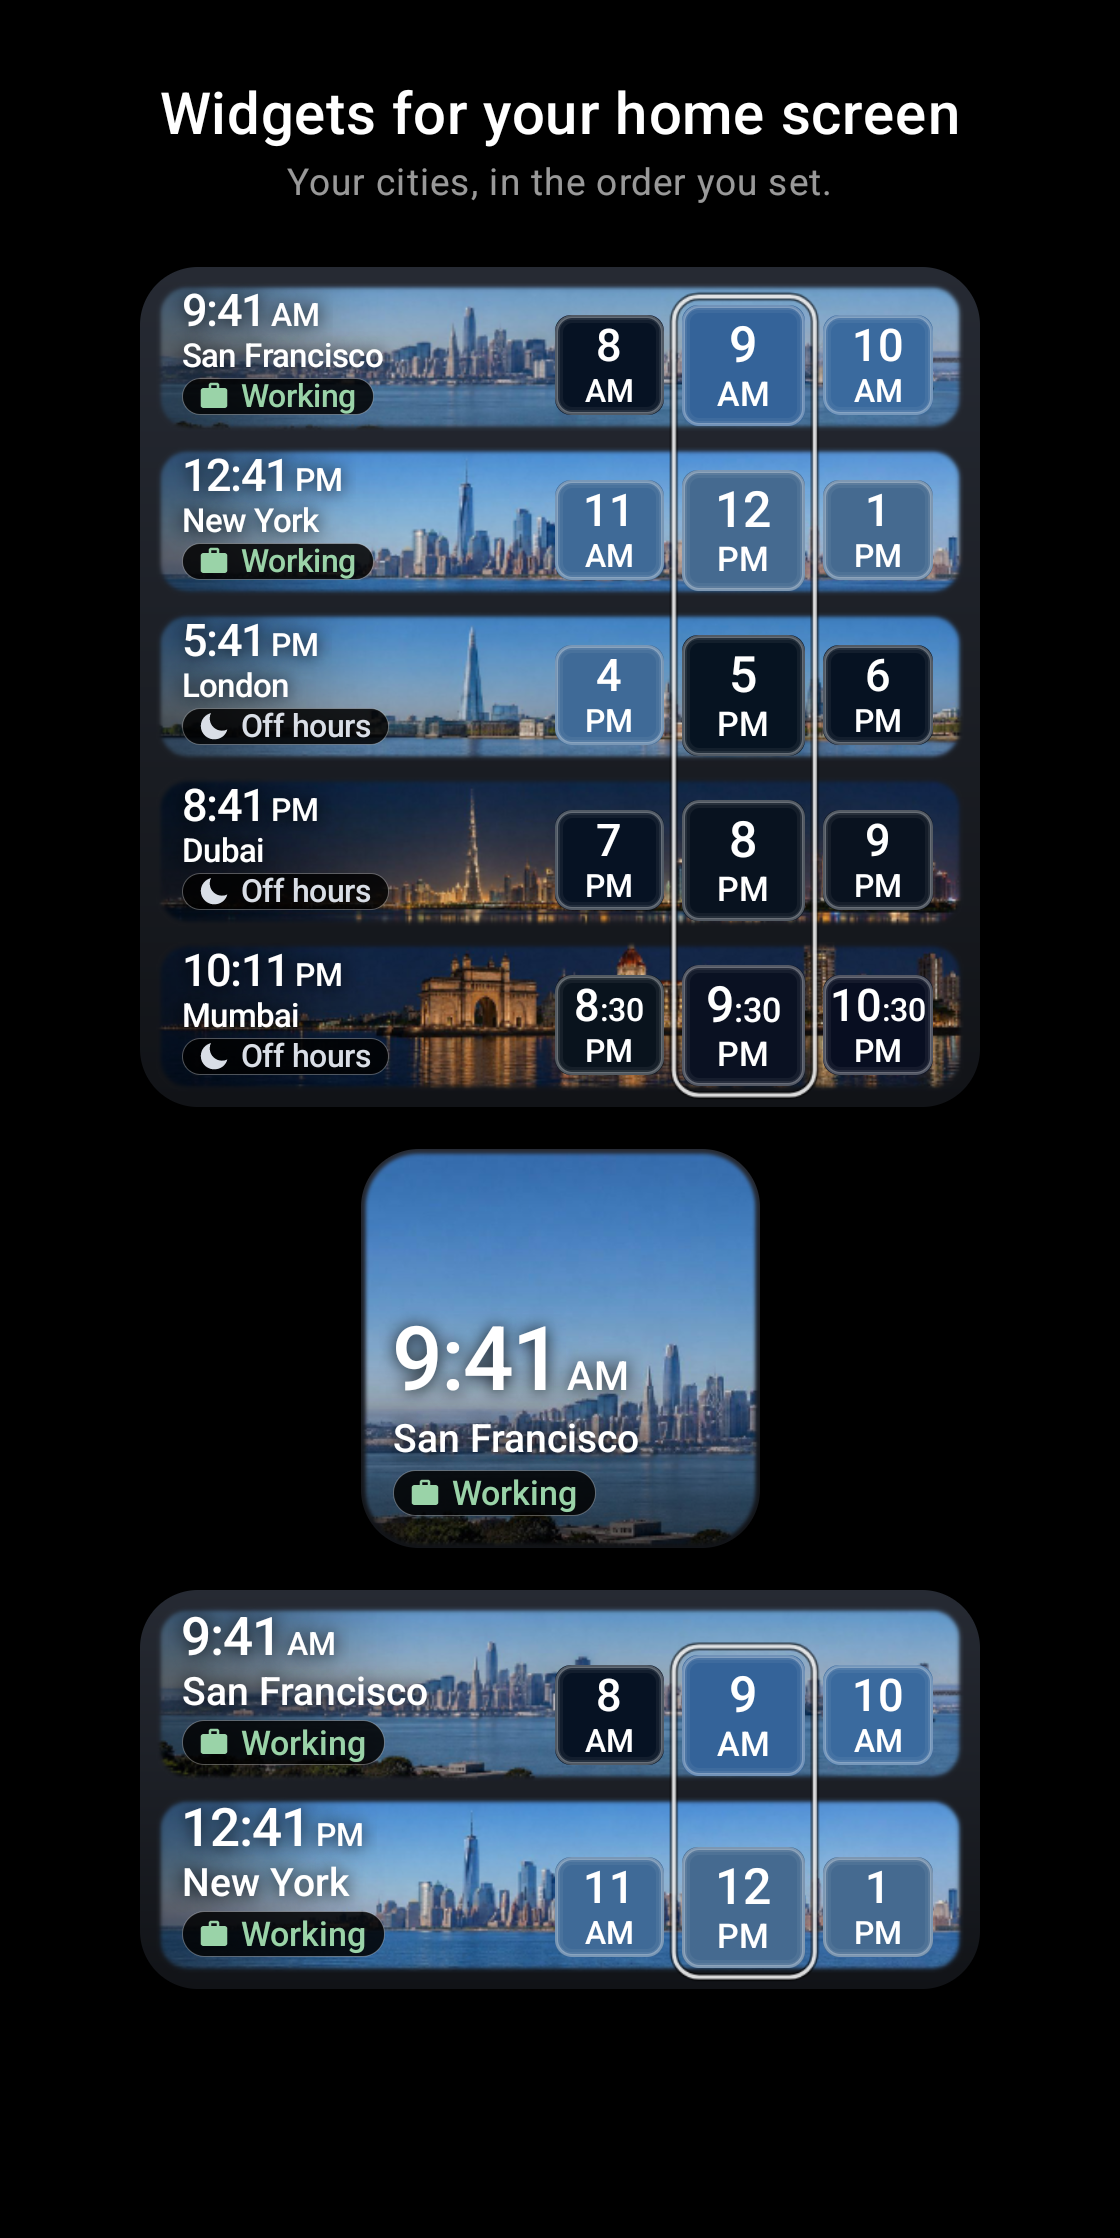 Widgets for your home screen
Your cities, in the order you set.
9:41 AM
San Francisco
Working
8 AM
9 AM
10 AM
12:41 PM
New York
Working
11 AM
12 PM
1 PM
5:41 PM
London
Off hours
4 PM
5 PM
6 PM
8:41 PM
Dubai
Off hours
7 PM
8 PM
9 PM
10:11 PM
Mumbai
Off hours
8:30 PM
9:30 PM
10:30 PM
9:41 AM
San Francisco
Working
9:41 AM
San Francisco
Working
8 AM
9 AM
10 AM
12:41 PM
New York
Working
11 AM
12 PM
1 PM